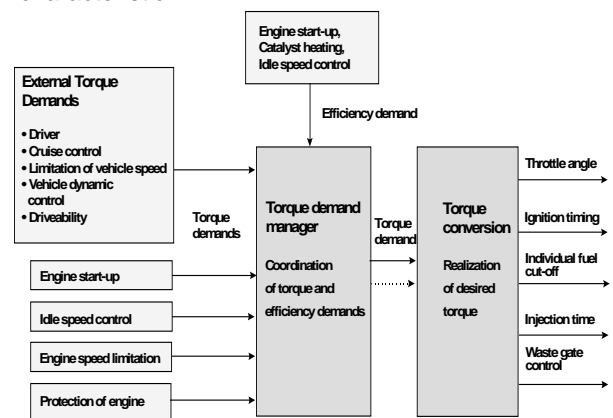 Engine start-up,
Catalyst heating,
Idle speed control
External Torque
Demands
• Driver
• Cruise control
• Limitation of vehicle speed
• Vehicle dynamic
control
• Driveability
Efficiency demand
Torque
demands
Engine start-up
Idle speed control
Engine speed limitation
Protection of engine
Torque demand
manager
Coordination
of torque and
efficiency demands
Torque
demand
Torque
conversion
Realization
of desired
torque
Throttle angle
Ignition timing
Individual fuel
cut-off
Injection time
Waste gate
control